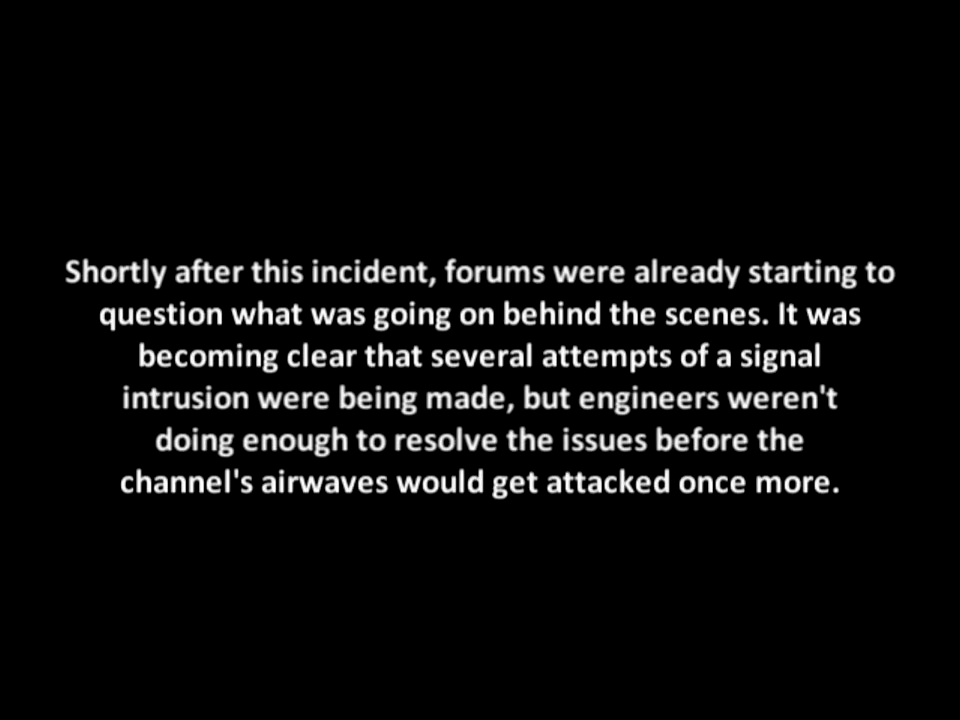 Shortly after this incident, forums were already starting to
question what was going on behind the scenes. It was
becoming clear that several attempts of a signal
intrusion were being made, but engineers weren't
doing enough to resolve the issues before the
channel's airwaves would get attacked once more.